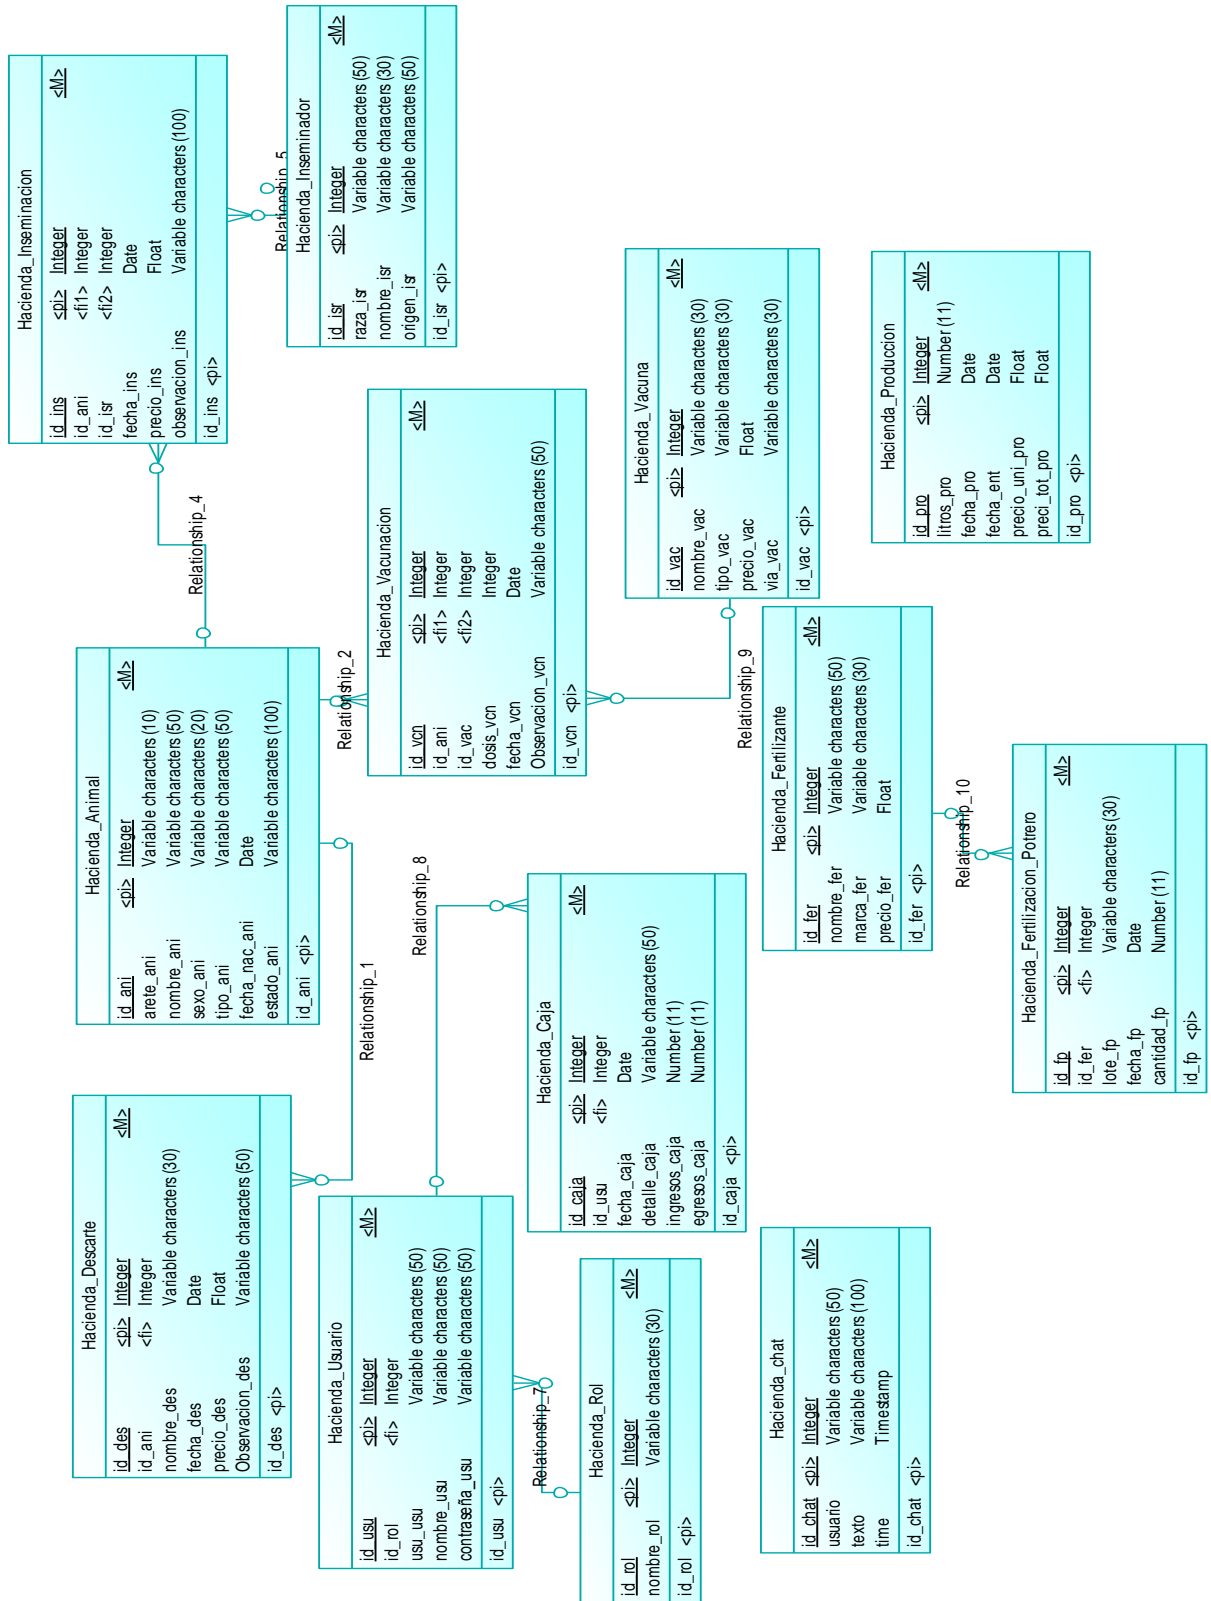 Hacienda_Descarte
id_des <pi> Integer <M>
id_ani <fi> Integer
nombre_des Variable characters (30)
fecha_des Date
precio_des Float
Observacion_des Variable characters (50)
id_des <pi>
Hacienda_Animal
id_ani <pi> Integer <M>
arete_ani Variable characters (10)
nombre_ani Variable characters (50)
sexo_ani Variable characters (20)
tipo_ani Variable characters (50)
fecha_nac_ani Date
estado_ani Variable characters (100)
id_ani <pi>
Relationship_4
Hacienda_Inseminacion
id_ins <pi> Integer <M>
id_ani <fi1> Integer
id_isr <fi2> Integer
fecha_ins Date
precio_ins Float
observacion_ins Variable characters (100)
id_ins <pi>
Relationship_5
Hacienda_Inseminador
id_isr <pi> Integer <M>
raza_isr Variable characters (50)
nombre_isr Variable characters (30)
origen_isr Variable characters (50)
id_isr <pi>
Relationship_1
Relationship_2
Hacienda_Usuario
id_usu <pi> Integer <M>
id_rol <fi> Integer
usu_usu Variable characters (50)
nombre_usu Variable characters (50)
contraseña_usu Variable characters (50)
id_usu <pi>
Relationship_8
Hacienda_Vacunacion
id_vcn <pi> Integer <M>
id_ani <fi1> Integer
id_vac <fi2> Integer
dosis_vcn Integer
fecha_vcn Date
Observacion_vcn Variable characters (50)
id_vcn <pi>
Relationship_7
Hacienda_Rol
id_rol <pi> Integer <M>
nombre_rol Variable characters (30)
id_rol <pi>
Hacienda_Caja
id_caja <pi> Integer <M>
id_usu <fi> Integer
fecha_caja Date
detalle_caja Variable characters (50)
ingresos_caja Number (11)
egresos_caja Number (11)
id_caja <pi>
Relationship_9
Hacienda_Vacuna
id_vac <pi> Integer <M>
nombre_vac Variable characters (30)
tipo_vac Variable characters (30)
precio_vac Float
via_vac Variable characters (30)
id_vac <pi>
Hacienda_chat
id_chat <pi> Integer <M>
usuario Variable characters (50)
texto Variable characters (100)
time Timestamp
id_chat <pi>
Hacienda_Fertilizante
id_fer <pi> Integer <M>
nombre_fer Variable characters (50)
marca_fer Variable characters (30)
precio_fer Float
id_fer <pi>
Hacienda_Produccion
id_pro <pi> Integer <M>
litros_pro Number (11)
fecha_pro Date
fecha_ent Date
precio_uni_pro Float
preci_tot_pro Float
id_pro <pi>
Relationship_10
Hacienda_Fertilizacion_Potrero
id_fp <pi> Integer <M>
id_fer <fi> Integer
lote_fp Variable characters (30)
fecha_fp Date
cantidad_fp Number (11)
id_fp <pi>